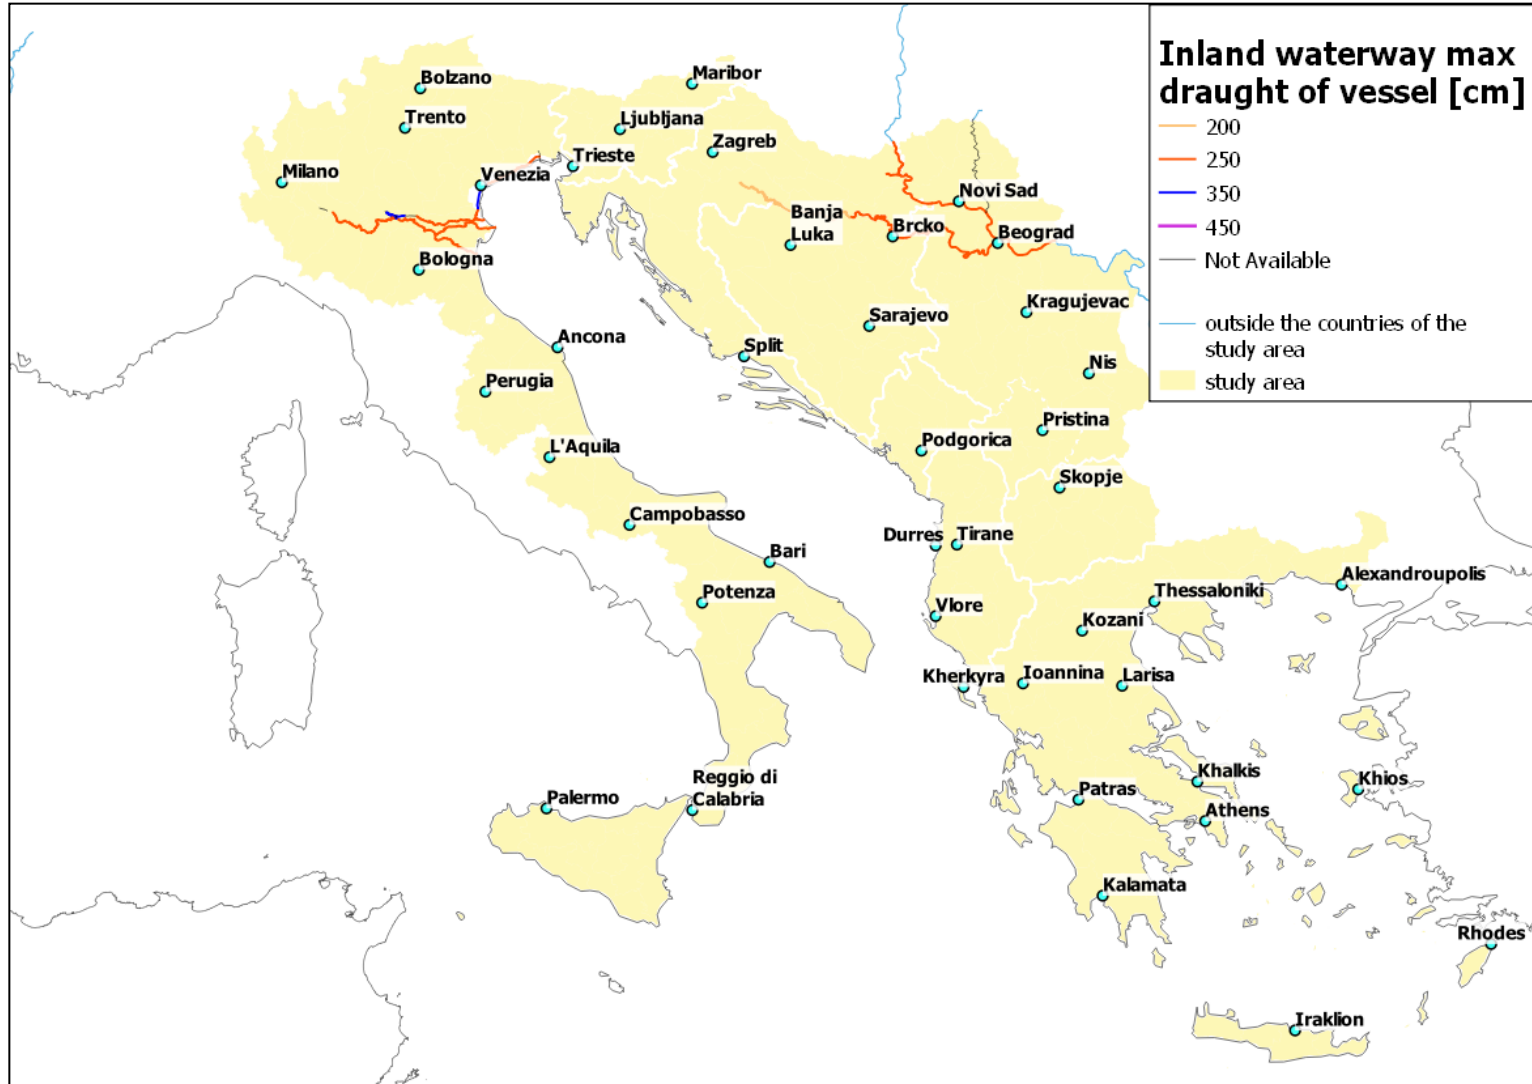 Inland waterway max
draught of vessel [cm]
200
250
350
450
Not Available
outside the countries of the
study area
study area
Bolzano
Maribor
Trento
Ljubljana
Zagreb
Trieste
Milano
Venezia
Novi Sad
Banja
Luka
Brcko
Beograd
Bologna
Kragujevac
Sarajevo
Ancona
Split
Nis
Perugia
Pristina
Podgorica
L'Aquila
Skopje
Campobasso
Durres
Tirane
Bari
Alexandroupolis
Thessaloniki
Potenza
Vlore
Kozani
Kherkyra
Ioannina
Larisa
Reggio di
Calabria
Khalkis
Khios
Palermo
Patras
Athens
Kalamata
Rhodes
Iraklion